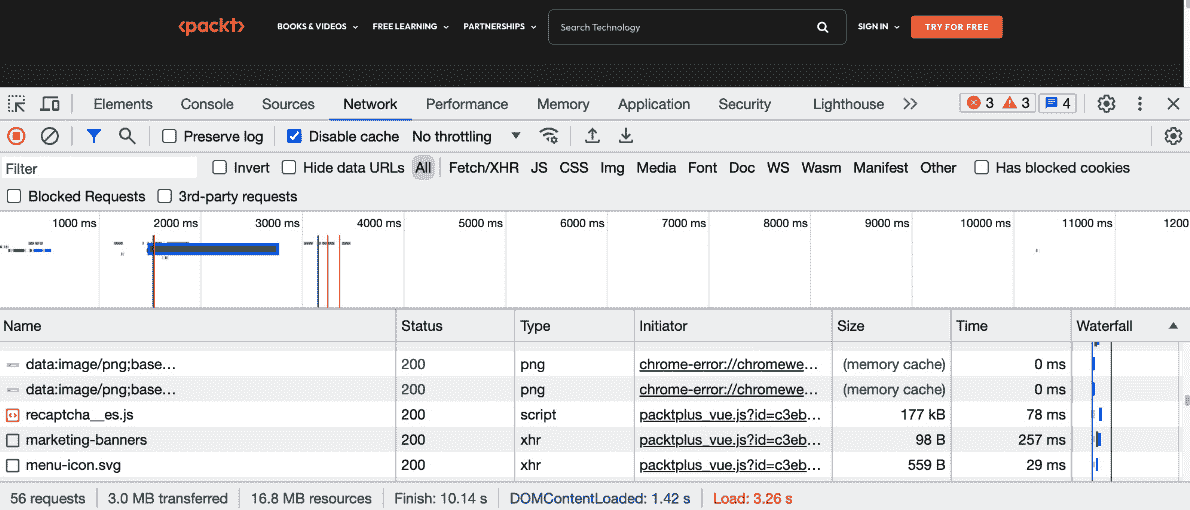 <packt> BOOKS & VIDEOS FREE LEARNING PARTNERSHIPS Search Technology SIGN IN TRY FOR FREE
Elements Console Sources Network Performance Memory Application Security Lighthouse 3 3 4
Preserve log Disable cache No throttling
Filter Invert Hide data URLs All Fetch/XHR JS CSS Img Media Font Doc WS Wasm Manifest Other Has blocked cookies
Blocked Requests 3rd-party requests
1000 ms 2000 ms 3000 ms 4000 ms 5000 ms 6000 ms 7000 ms 8000 ms 9000 ms 10000 ms 11000 ms 1200
Name Status Type Initiator Size Time Waterfall
data:image/png;base… 200 png chrome-error://chromewe… (memory cache) 0 ms
data:image/png;base… 200 png chrome-error://chromewe… (memory cache) 0 ms
recaptcha__es.js 200 script packtplus_vue.js?id=c3eb… 177 kB 78 ms
marketing-banners 200 xhr packtplus_vue.js?id=c3eb… 98 B 257 ms
menu-icon.svg 200 xhr packtplus_vue.js?id=c3eb… 559 B 29 ms
56 requests 3.0 MB transferred 16.8 MB resources Finish: 10.14 s DOMContentLoaded: 1.42 s Load: 3.26 s